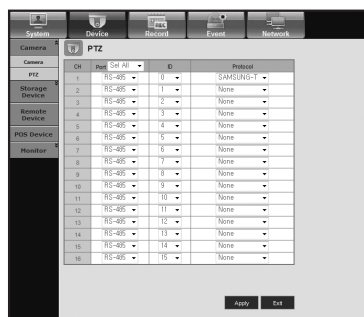 System Device Record Event Network
Camera PTZ
Camera
PTZ
Storage Device
Remote Device
POS Device
Monitor
CH Port Sel All ID Protocol
1 RS-485 0 SAMSUNG-T
2 RS-485 1 None
3 RS-485 2 None
4 RS-485 3 None
5 RS-485 4 None
6 RS-485 5 None
7 RS-485 6 None
8 RS-485 7 None
9 RS-485 8 None
10 RS-485 9 None
11 RS-485 10 None
12 RS-485 11 None
13 RS-485 12 None
14 RS-485 13 None
15 RS-485 14 None
16 RS-485 15 None
Apply Exit